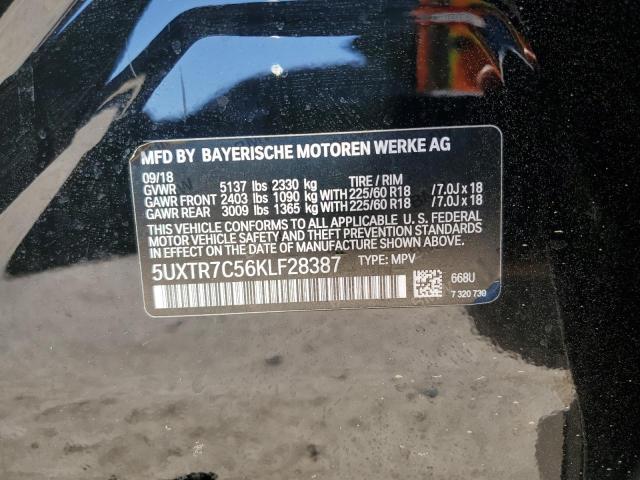 MFD BY BAYERISCHE MOTOREN WERKE AG
09/18
GVWR 5137 lbs 2330 kg TIRE / RIM
GAWR FRONT 2403 lbs 1090 kg WITH 225/60 R18 /7.0J x 18
GAWR REAR 3009 lbs 1365 kg WITH 225/60 R18 /7.0J x 18
THIS VEHICLE CONFORMS TO ALL APPLICABLE U. S. FEDERAL
MOTOR VEHICLE SAFETY AND THEFT PREVENTION STANDARDS
IN EFFECT ON THE DATE OF MANUFACTURE SHOWN ABOVE.
5UXTR7C56KLF28387 TYPE: MPV
668U
7 320 739